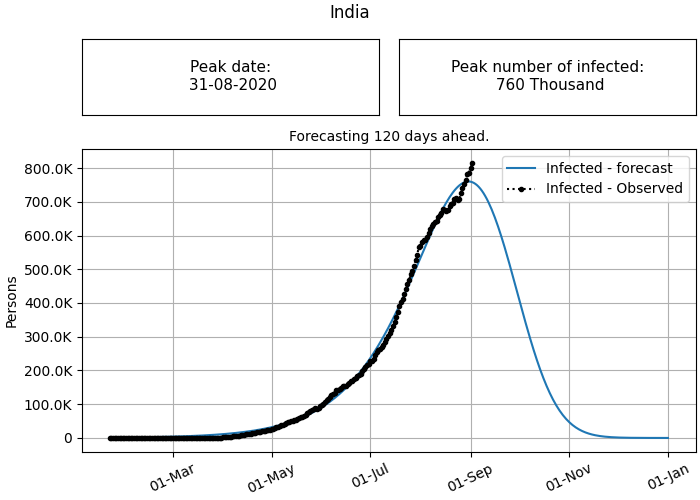 India
Peak date:
31-08-2020
Peak number of infected:
760 Thousand
Forecasting 120 days ahead.
Infected - forecast
Infected - Observed
Persons
800.0K
700.0K
600.0K
500.0K
400.0K
300.0K
200.0K
100.0K
0
01-Mar
01-May
01-Jul
01-Sep
01-Nov
01-Jan